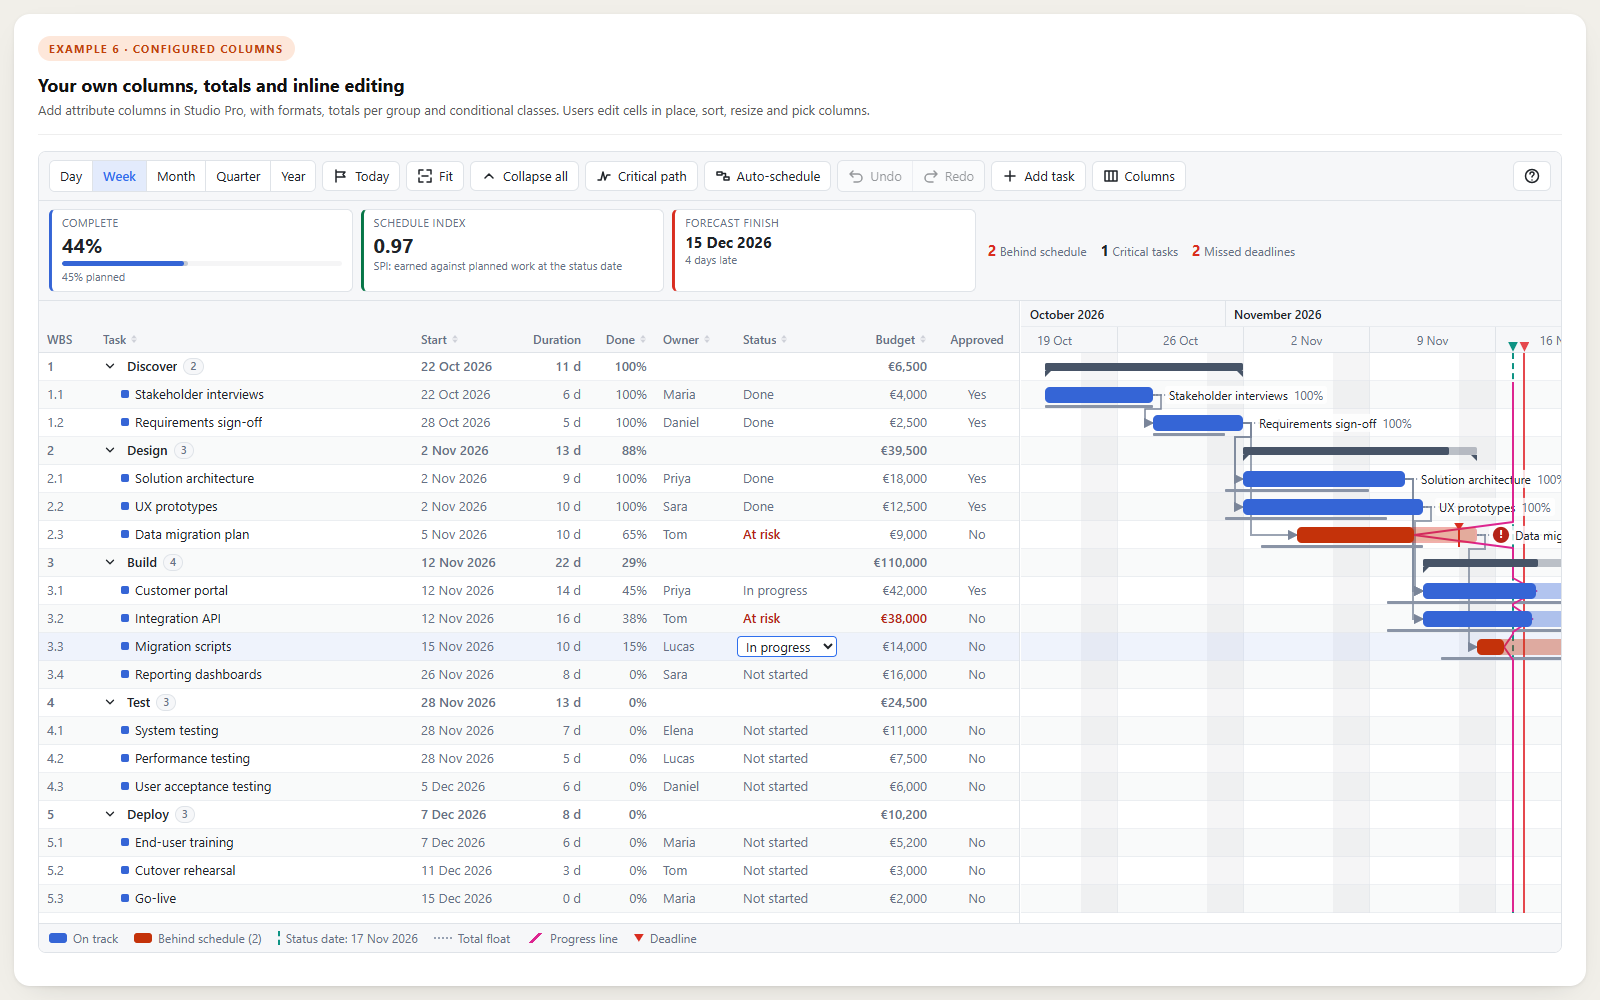 EXAMPLE 6 · CONFIGURED COLUMNS
Your own columns, totals and inline editing
Add attribute columns in Studio Pro, with formats, totals per group and conditional classes. Users edit cells in place, sort, resize and pick columns.
Day Week Month Quarter Year Today Fit Collapse all Critical path Auto-schedule Undo Redo Add task Columns
COMPLETE
44%
45% planned
SCHEDULE INDEX
0.97
SPI: earned against planned work at the status date
FORECAST FINISH
15 Dec 2026
4 days late
2 Behind schedule 1 Critical tasks 2 Missed deadlines
October 2026 November 2026
WBS Task Start Duration Done Owner Status Budget Approved 19 Oct 26 Oct 2 Nov 9 Nov 16 N
1 Discover 2 22 Oct 2026 11 d 100% €6,500
1.1 Stakeholder interviews 22 Oct 2026 6 d 100% Maria Done €4,000 Yes Stakeholder interviews 100%
1.2 Requirements sign-off 28 Oct 2026 5 d 100% Daniel Done €2,500 Yes Requirements sign-off 100%
2 Design 3 2 Nov 2026 13 d 88% €39,500
2.1 Solution architecture 2 Nov 2026 9 d 100% Priya Done €18,000 Yes Solution architecture 100%
2.2 UX prototypes 2 Nov 2026 10 d 100% Sara Done €12,500 Yes UX prototypes 100%
2.3 Data migration plan 5 Nov 2026 10 d 65% Tom At risk €9,000 No ! Data mig
3 Build 4 12 Nov 2026 22 d 29% €110,000
3.1 Customer portal 12 Nov 2026 14 d 45% Priya In progress €42,000 Yes
3.2 Integration API 12 Nov 2026 16 d 38% Tom At risk €38,000 No
3.3 Migration scripts 15 Nov 2026 10 d 15% Lucas In progress €14,000 No
3.4 Reporting dashboards 26 Nov 2026 8 d 0% Sara Not started €16,000 No
4 Test 3 28 Nov 2026 13 d 0% €24,500
4.1 System testing 28 Nov 2026 7 d 0% Elena Not started €11,000 No
4.2 Performance testing 28 Nov 2026 5 d 0% Lucas Not started €7,500 No
4.3 User acceptance testing 5 Dec 2026 6 d 0% Daniel Not started €6,000 No
5 Deploy 3 7 Dec 2026 8 d 0% €10,200
5.1 End-user training 7 Dec 2026 6 d 0% Maria Not started €5,200 No
5.2 Cutover rehearsal 11 Dec 2026 3 d 0% Tom Not started €3,000 No
5.3 Go-live 15 Dec 2026 0 d 0% Maria Not started €2,000 No
On track Behind schedule (2) Status date: 17 Nov 2026 Total float Progress line Deadline